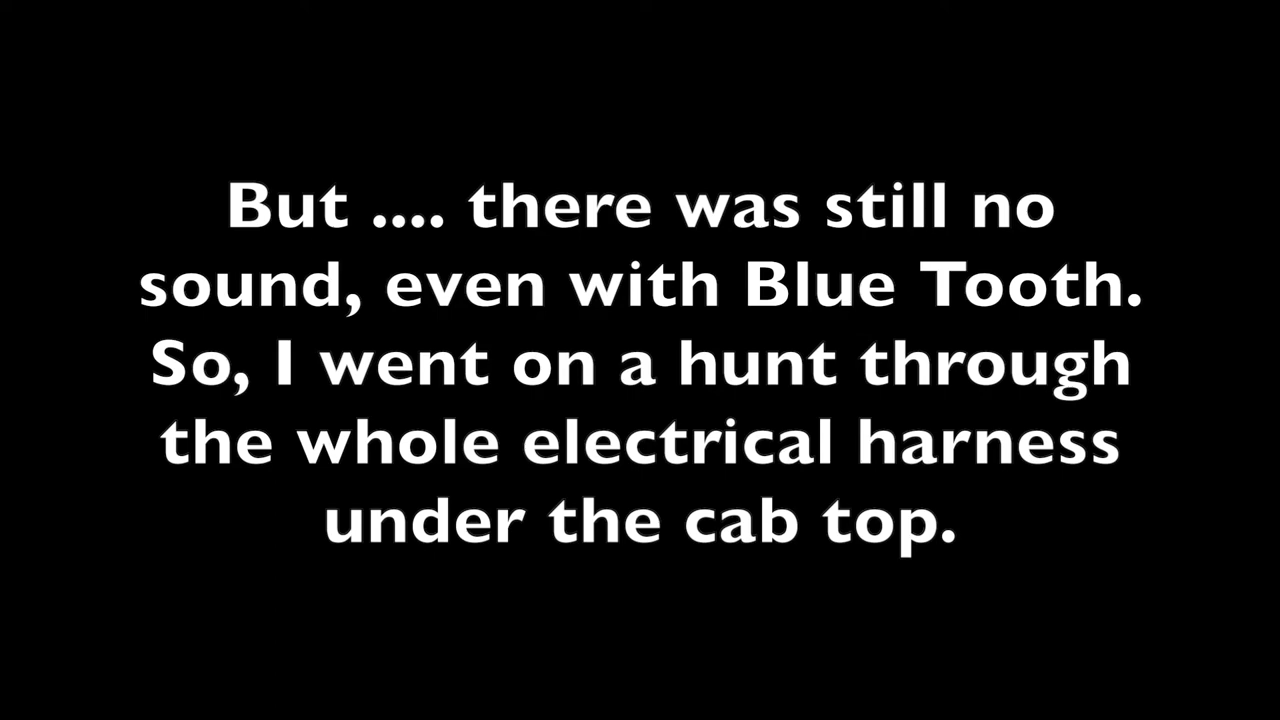 But .... there was still no
sound, even with Blue Tooth.
So, I went on a hunt through
the whole electrical harness
under the cab top.